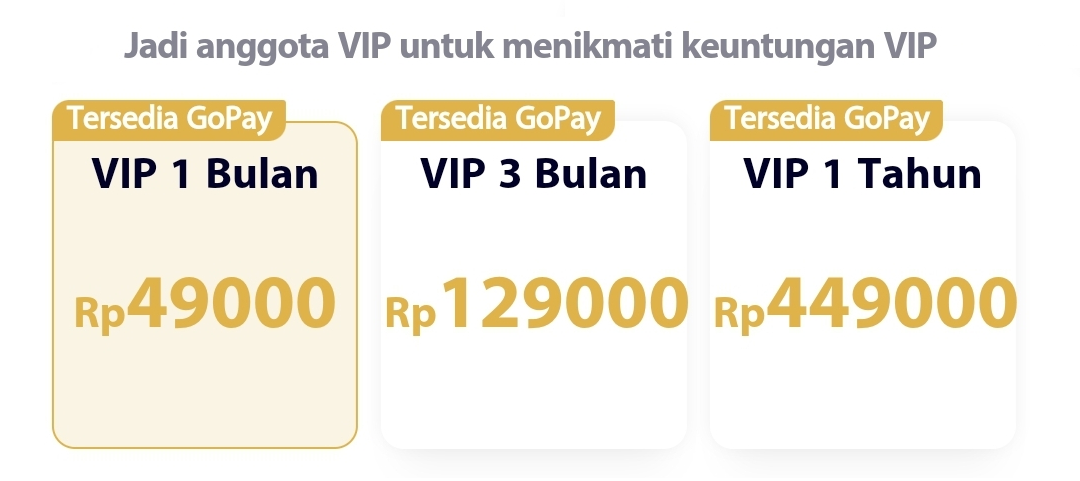 Jadi anggota VIP untuk menikmati keuntungan VIP
Tersedia GoPay
VIP 1 Bulan
Rp49000
Tersedia GoPay
VIP 3 Bulan
Rp129000
Tersedia GoPay
VIP 1 Tahun
Rp449000